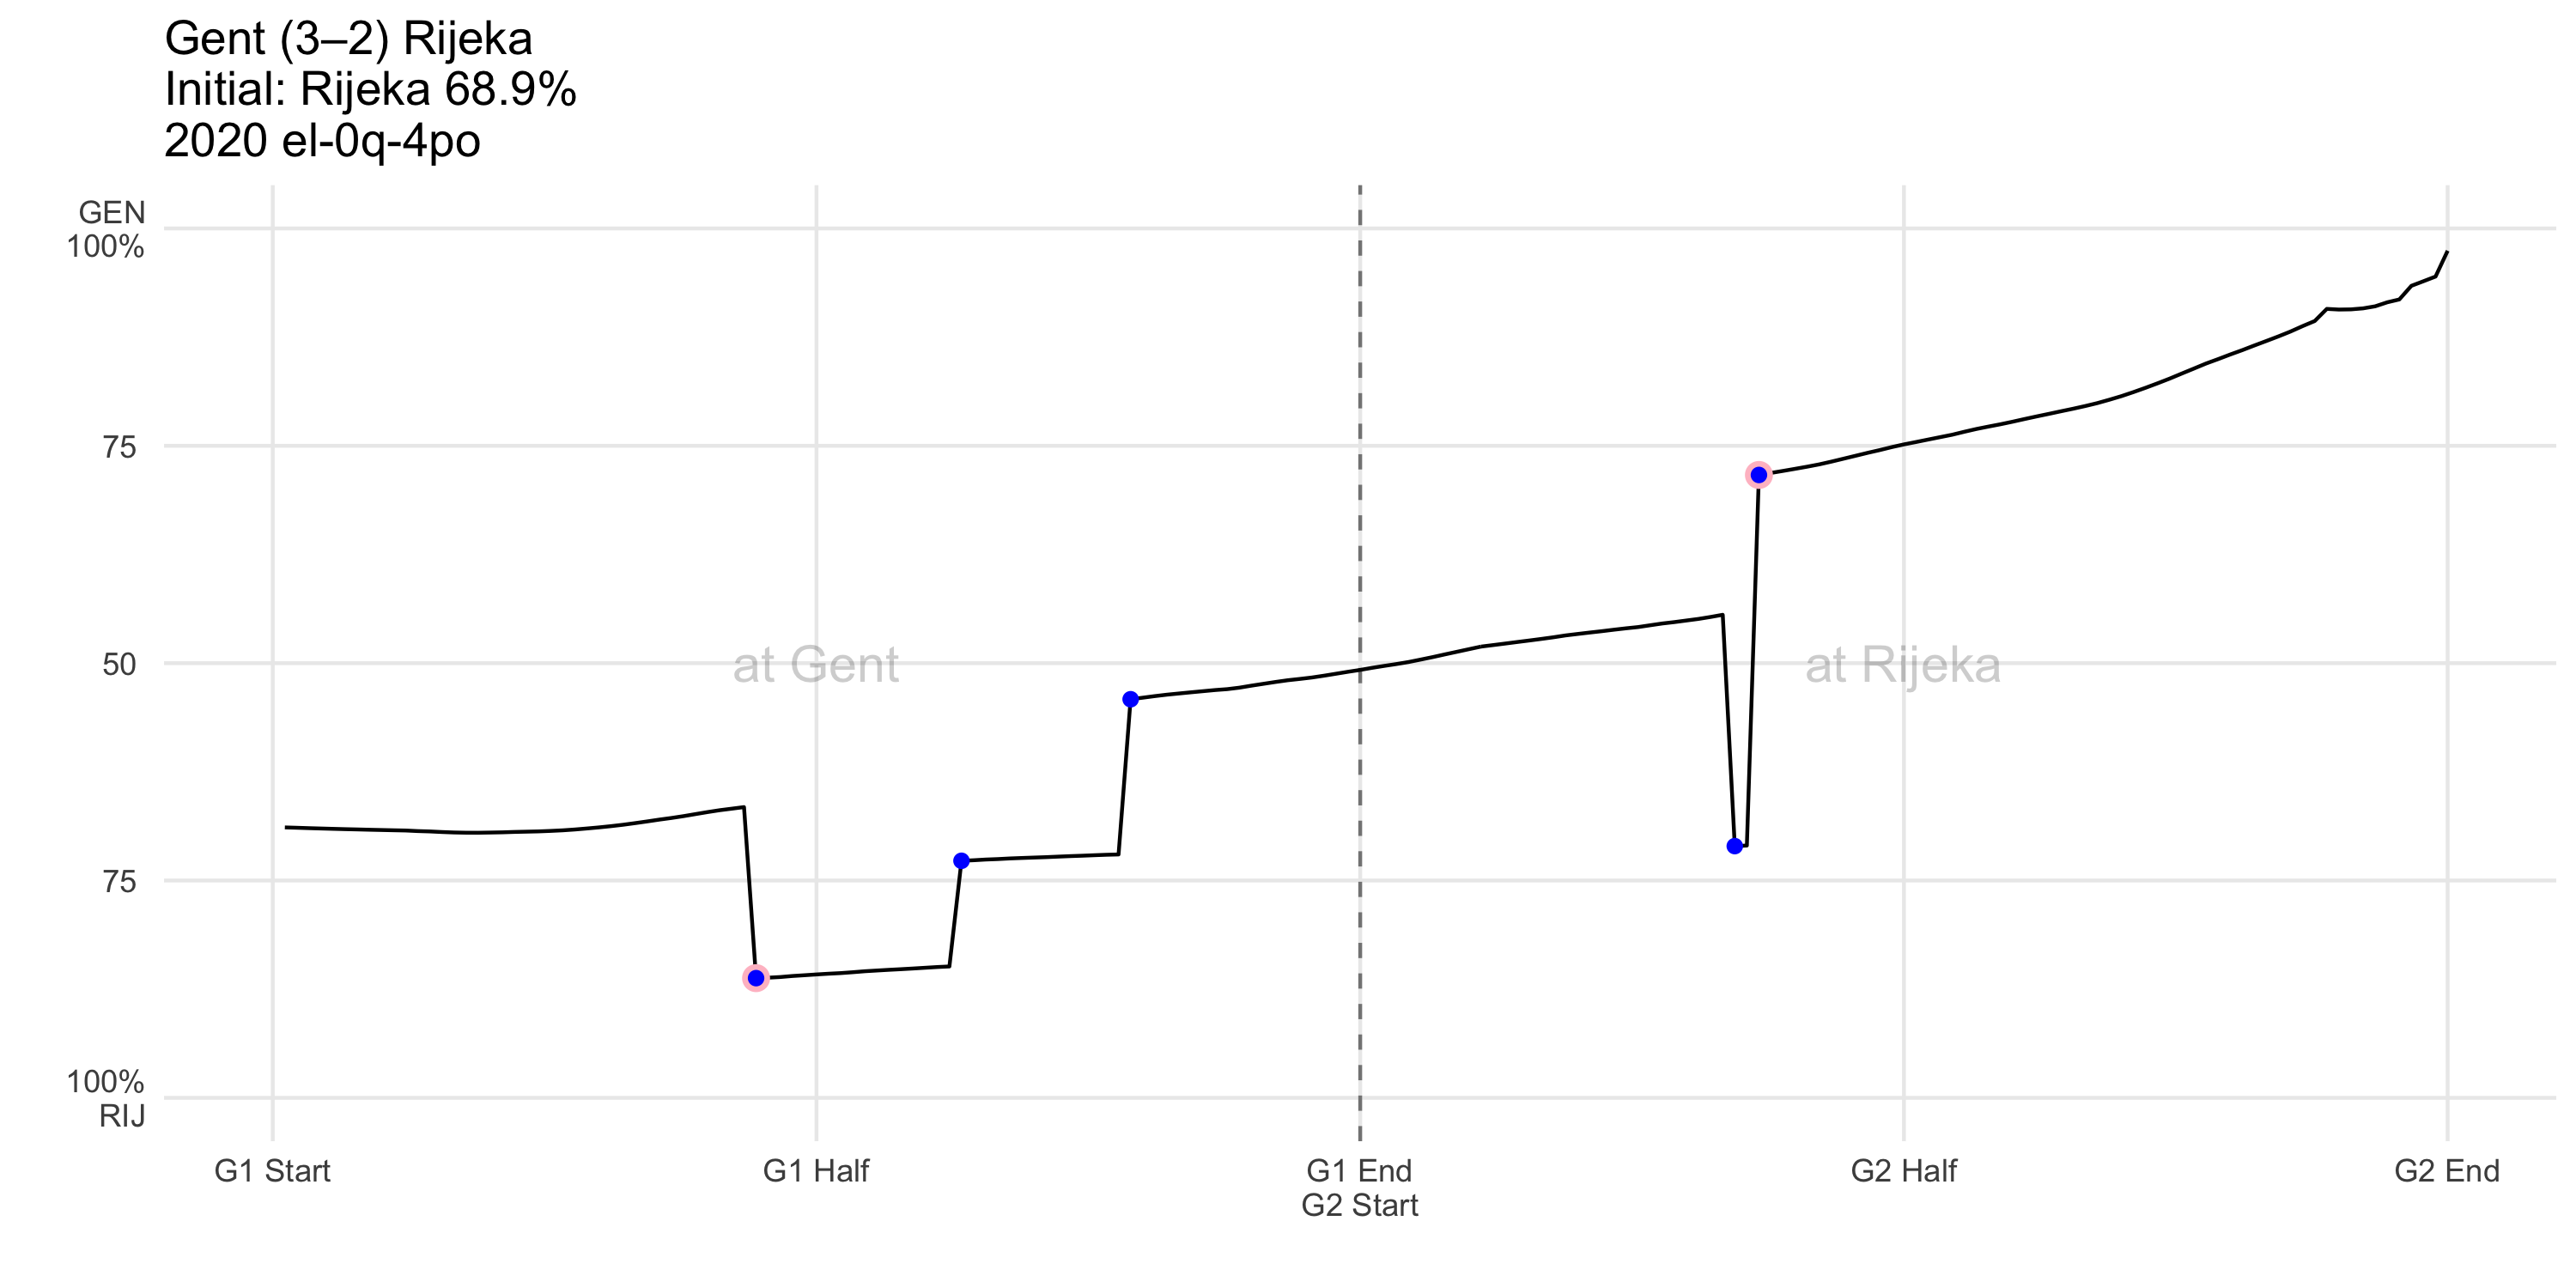 Gent (3–2) Rijeka
Initial: Rijeka 68.9%
2020 el-0q-4po
GEN
100%
75
50
75
100%
RIJ
at Gent
at Rijeka
G1 Start
G1 Half
G1 End
G2 Start
G2 Half
G2 End